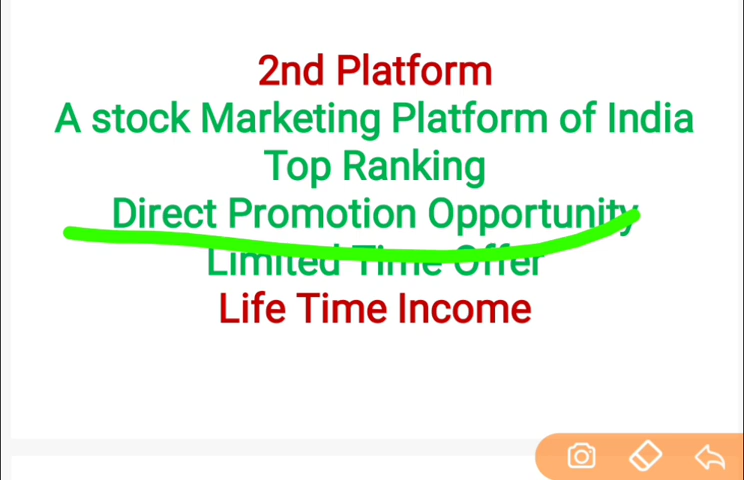 2nd Platform
A stock Marketing Platform of India
Top Ranking
Direct Promotion Opportunity
Limited Time Offer
Life Time Income